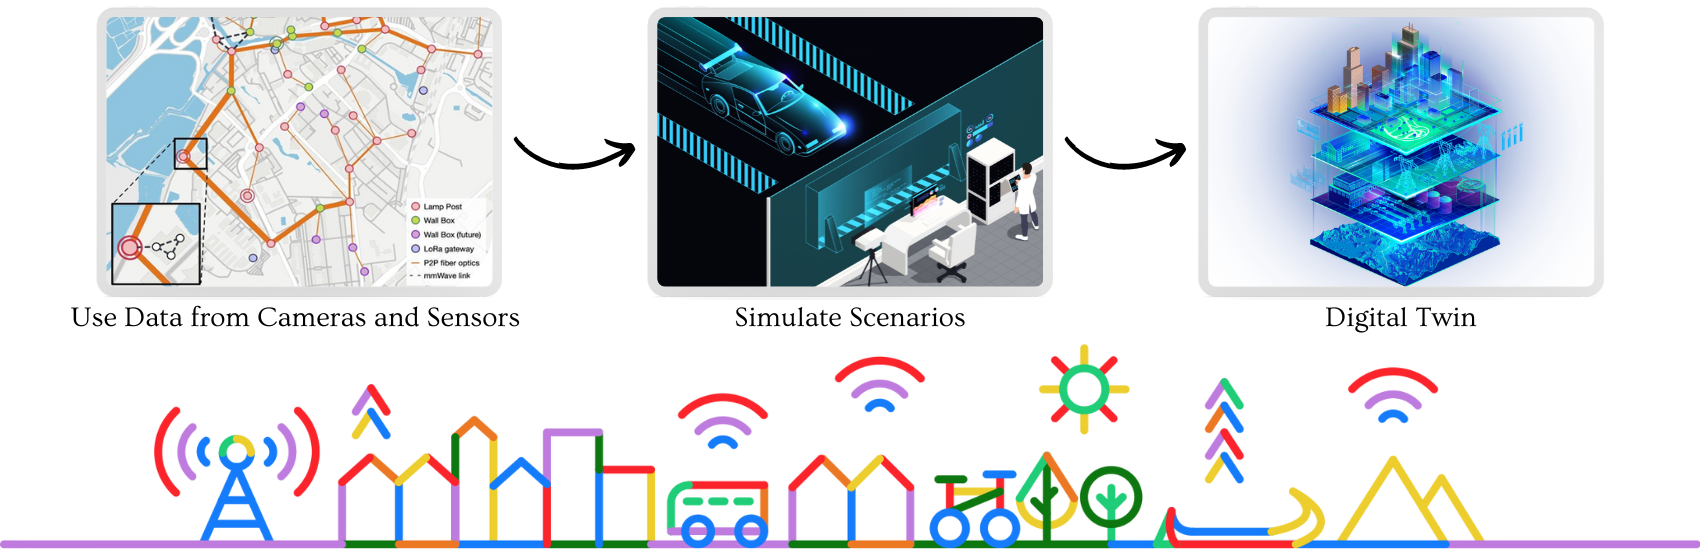 Lamp Post
Wall Box
Wall Box (future)
LoRa gateway
P2P fiber optics
mmWave link
Use Data from Cameras and Sensors
Simulate Scenarios
Digital Twin